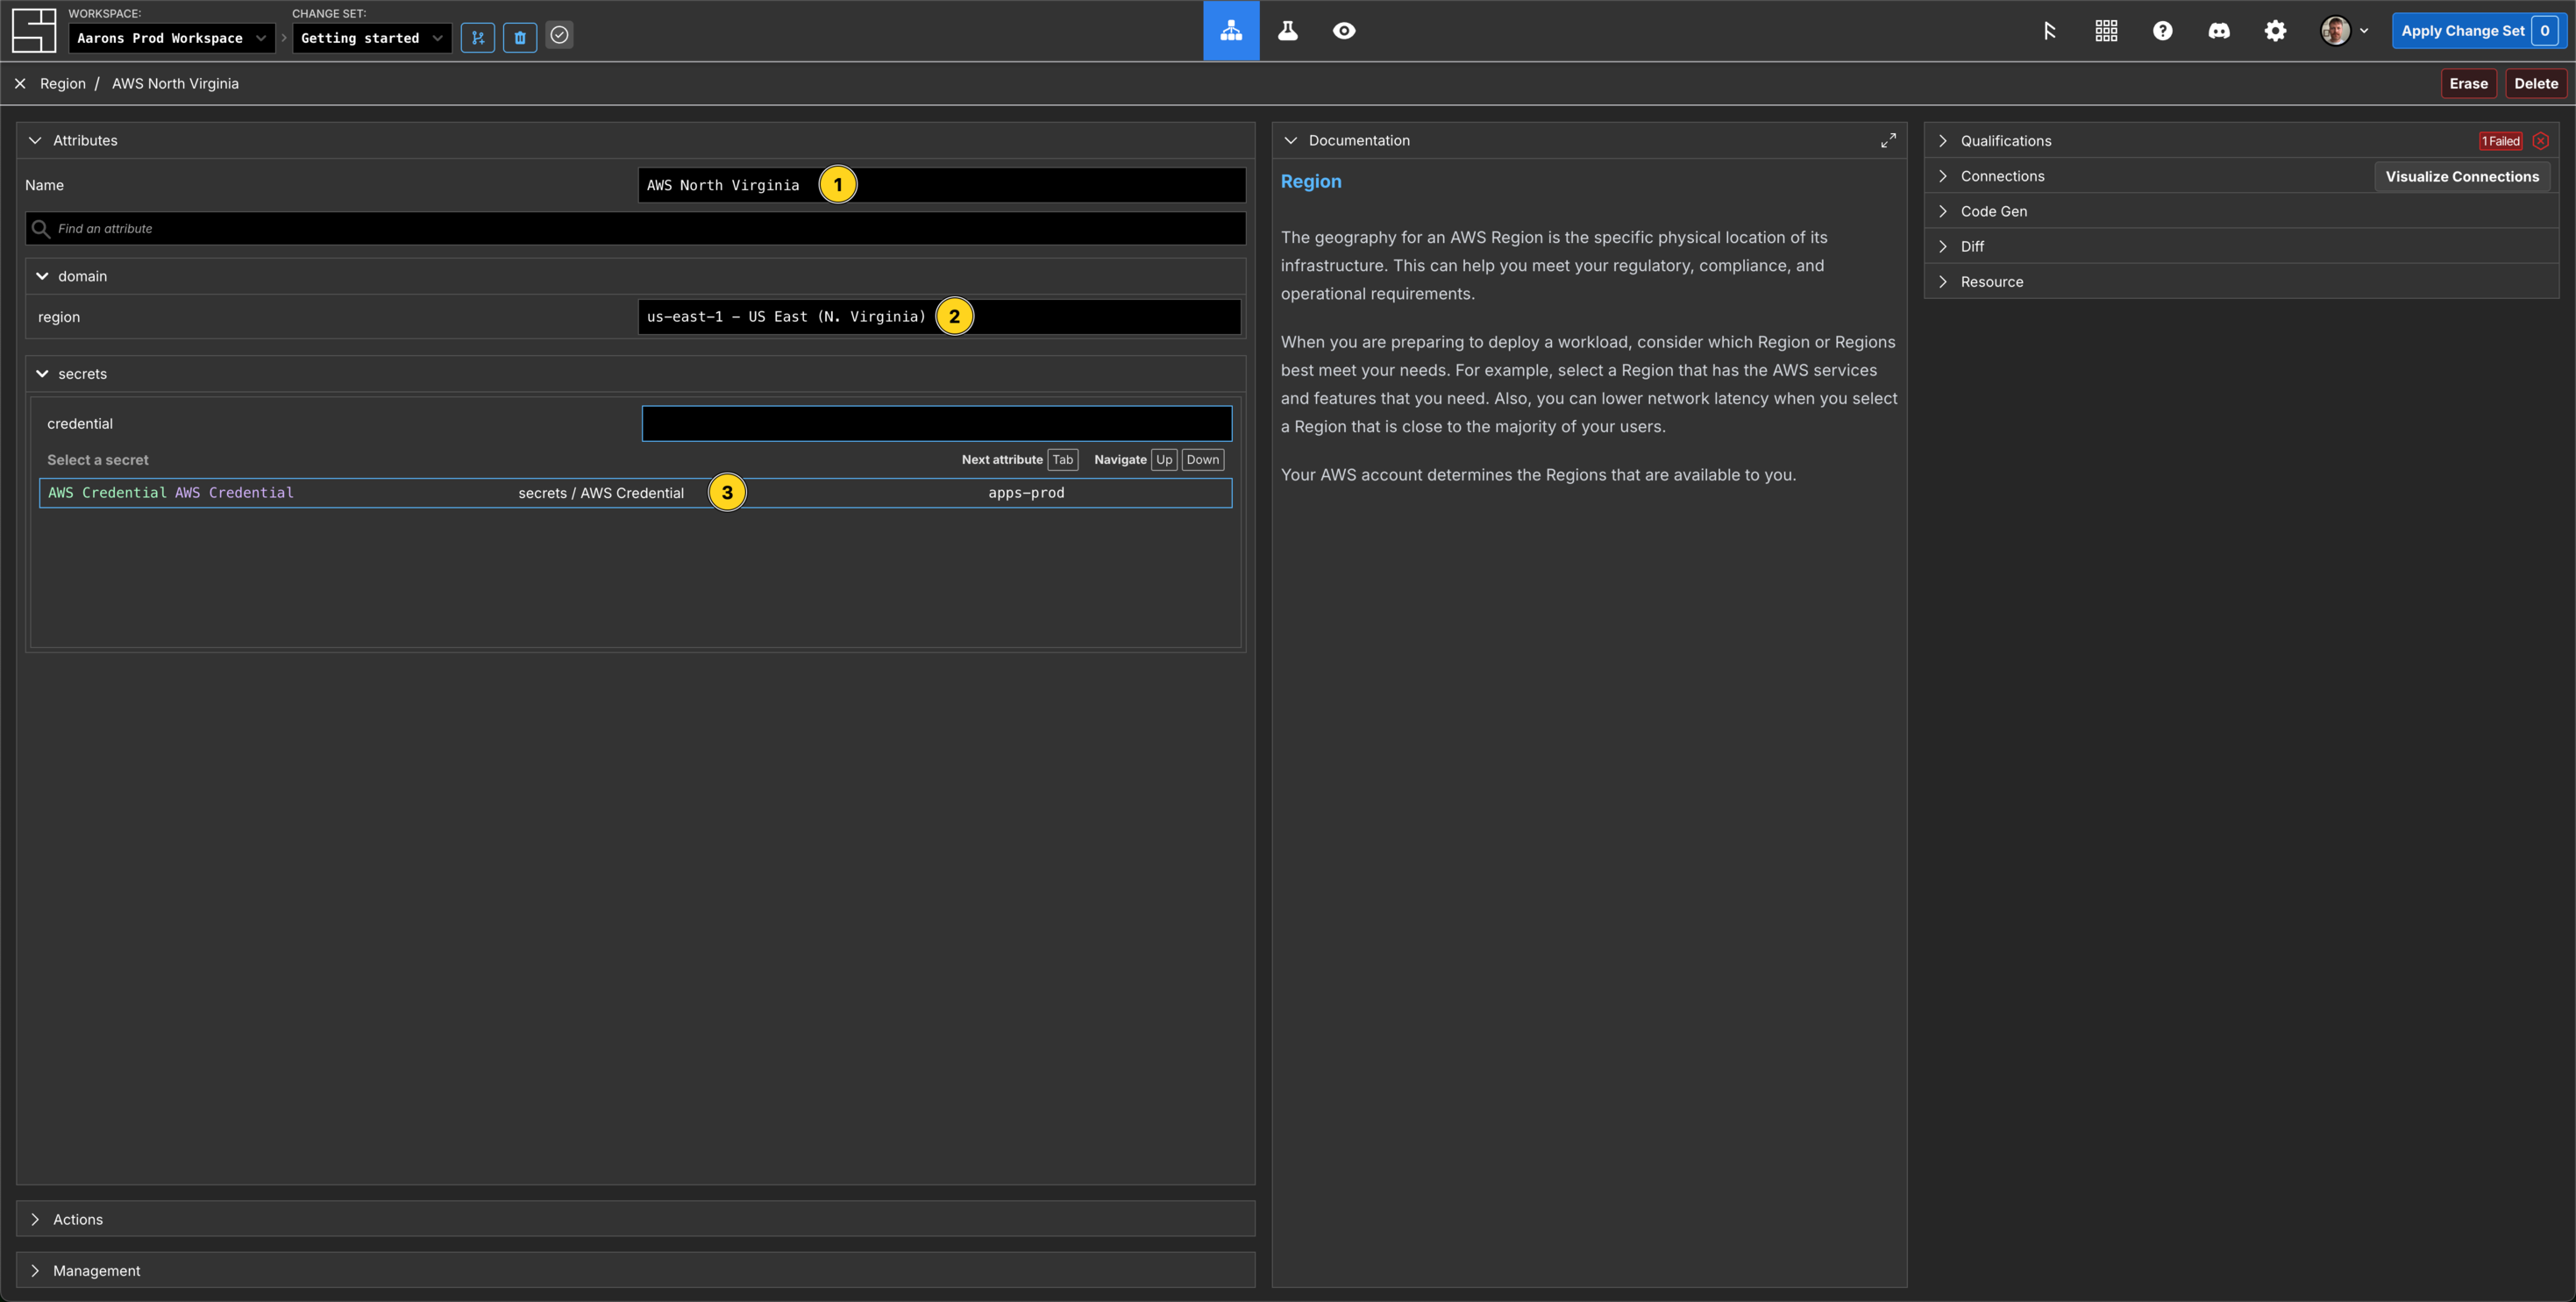 WORKSPACE:
Aarons Prod Workspace
CHANGE SET:
Getting started
Apply Change Set 0
Region / AWS North Virginia
Erase
Delete
Attributes
Name
AWS North Virginia
1
Find an attribute
domain
region
us-east-1 - US East (N. Virginia)
2
secrets
credential
Select a secret
Next attribute Tab
Navigate Up Down
AWS Credential AWS Credential
secrets / AWS Credential
3
apps-prod
Actions
Management
Documentation
Region
The geography for an AWS Region is the specific physical location of its
infrastructure. This can help you meet your regulatory, compliance, and
operational requirements.
When you are preparing to deploy a workload, consider which Region or Regions
best meet your needs. For example, select a Region that has the AWS services
and features that you need. Also, you can lower network latency when you select
a Region that is close to the majority of your users.
Your AWS account determines the Regions that are available to you.
Qualifications
1 Failed
Connections
Visualize Connections
Code Gen
Diff
Resource